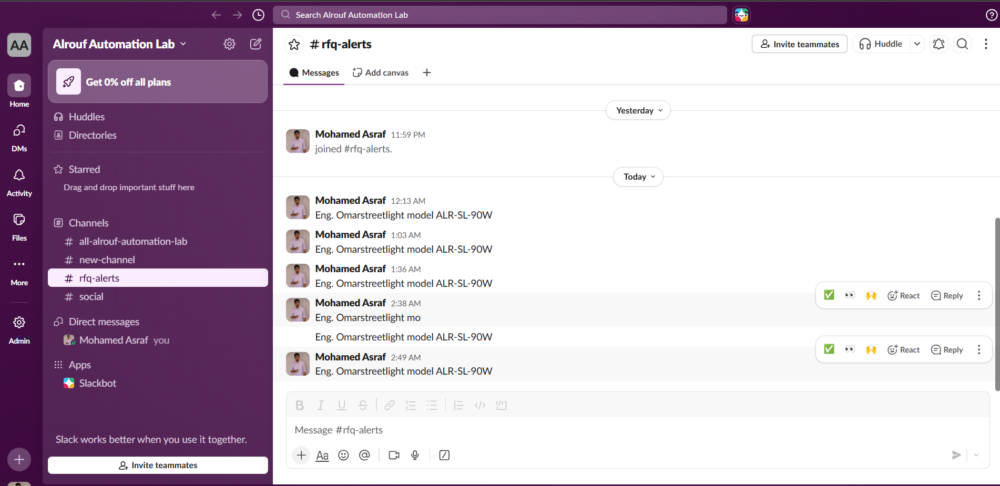 Search Alrouf Automation Lab
AA
Home
DMs
Activity
Files
More
Admin
Alrouf Automation Lab
Get 0% off all plans
Huddles
Directories
Starred
Drag and drop important stuff here
Channels
# all-alrouf-automation-lab
# new-channel
# rfq-alerts
# social
Direct messages
Mohamed Asraf you
Apps
Slackbot
Slack works better when you use it together.
Invite teammates
# rfq-alerts
Invite teammates
Huddle
Messages
Add canvas
Yesterday
Mohamed Asraf 11:59 PM
joined #rfq-alerts.
Today
Mohamed Asraf 12:13 AM
Eng. Omarstreetlight model ALR-SL-90W
Mohamed Asraf 1:03 AM
Eng. Omarstreetlight model ALR-SL-90W
Mohamed Asraf 1:36 AM
Eng. Omarstreetlight model ALR-SL-90W
Mohamed Asraf 2:38 AM
React Reply
Eng. Omarstreetlight mo
Eng. Omarstreetlight model ALR-SL-90W
Mohamed Asraf 2:49 AM
React Reply
Eng. Omarstreetlight model ALR-SL-90W
Message #rfq-alerts
Aa